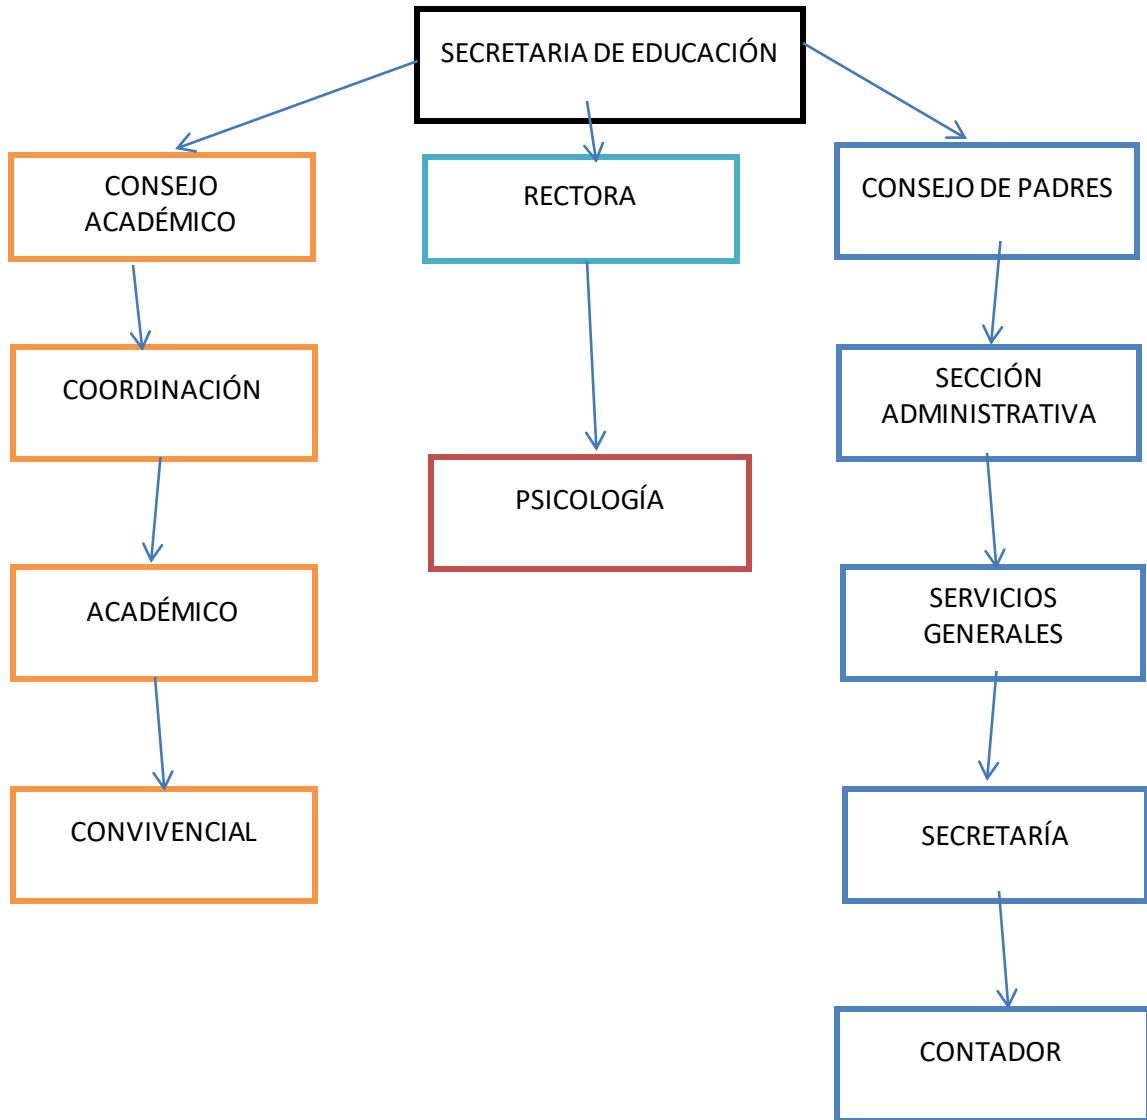 SECRETARIA DE EDUCACIÓN
CONSEJO
ACADÉMICO
RECTORA
CONSEJO DE PADRES
COORDINACIÓN
SECCIÓN
ADMINISTRATIVA
PSICOLOGÍA
ACADÉMICO
SERVICIOS
GENERALES
CONVIVENCIAL
SECRETARÍA
CONTADOR